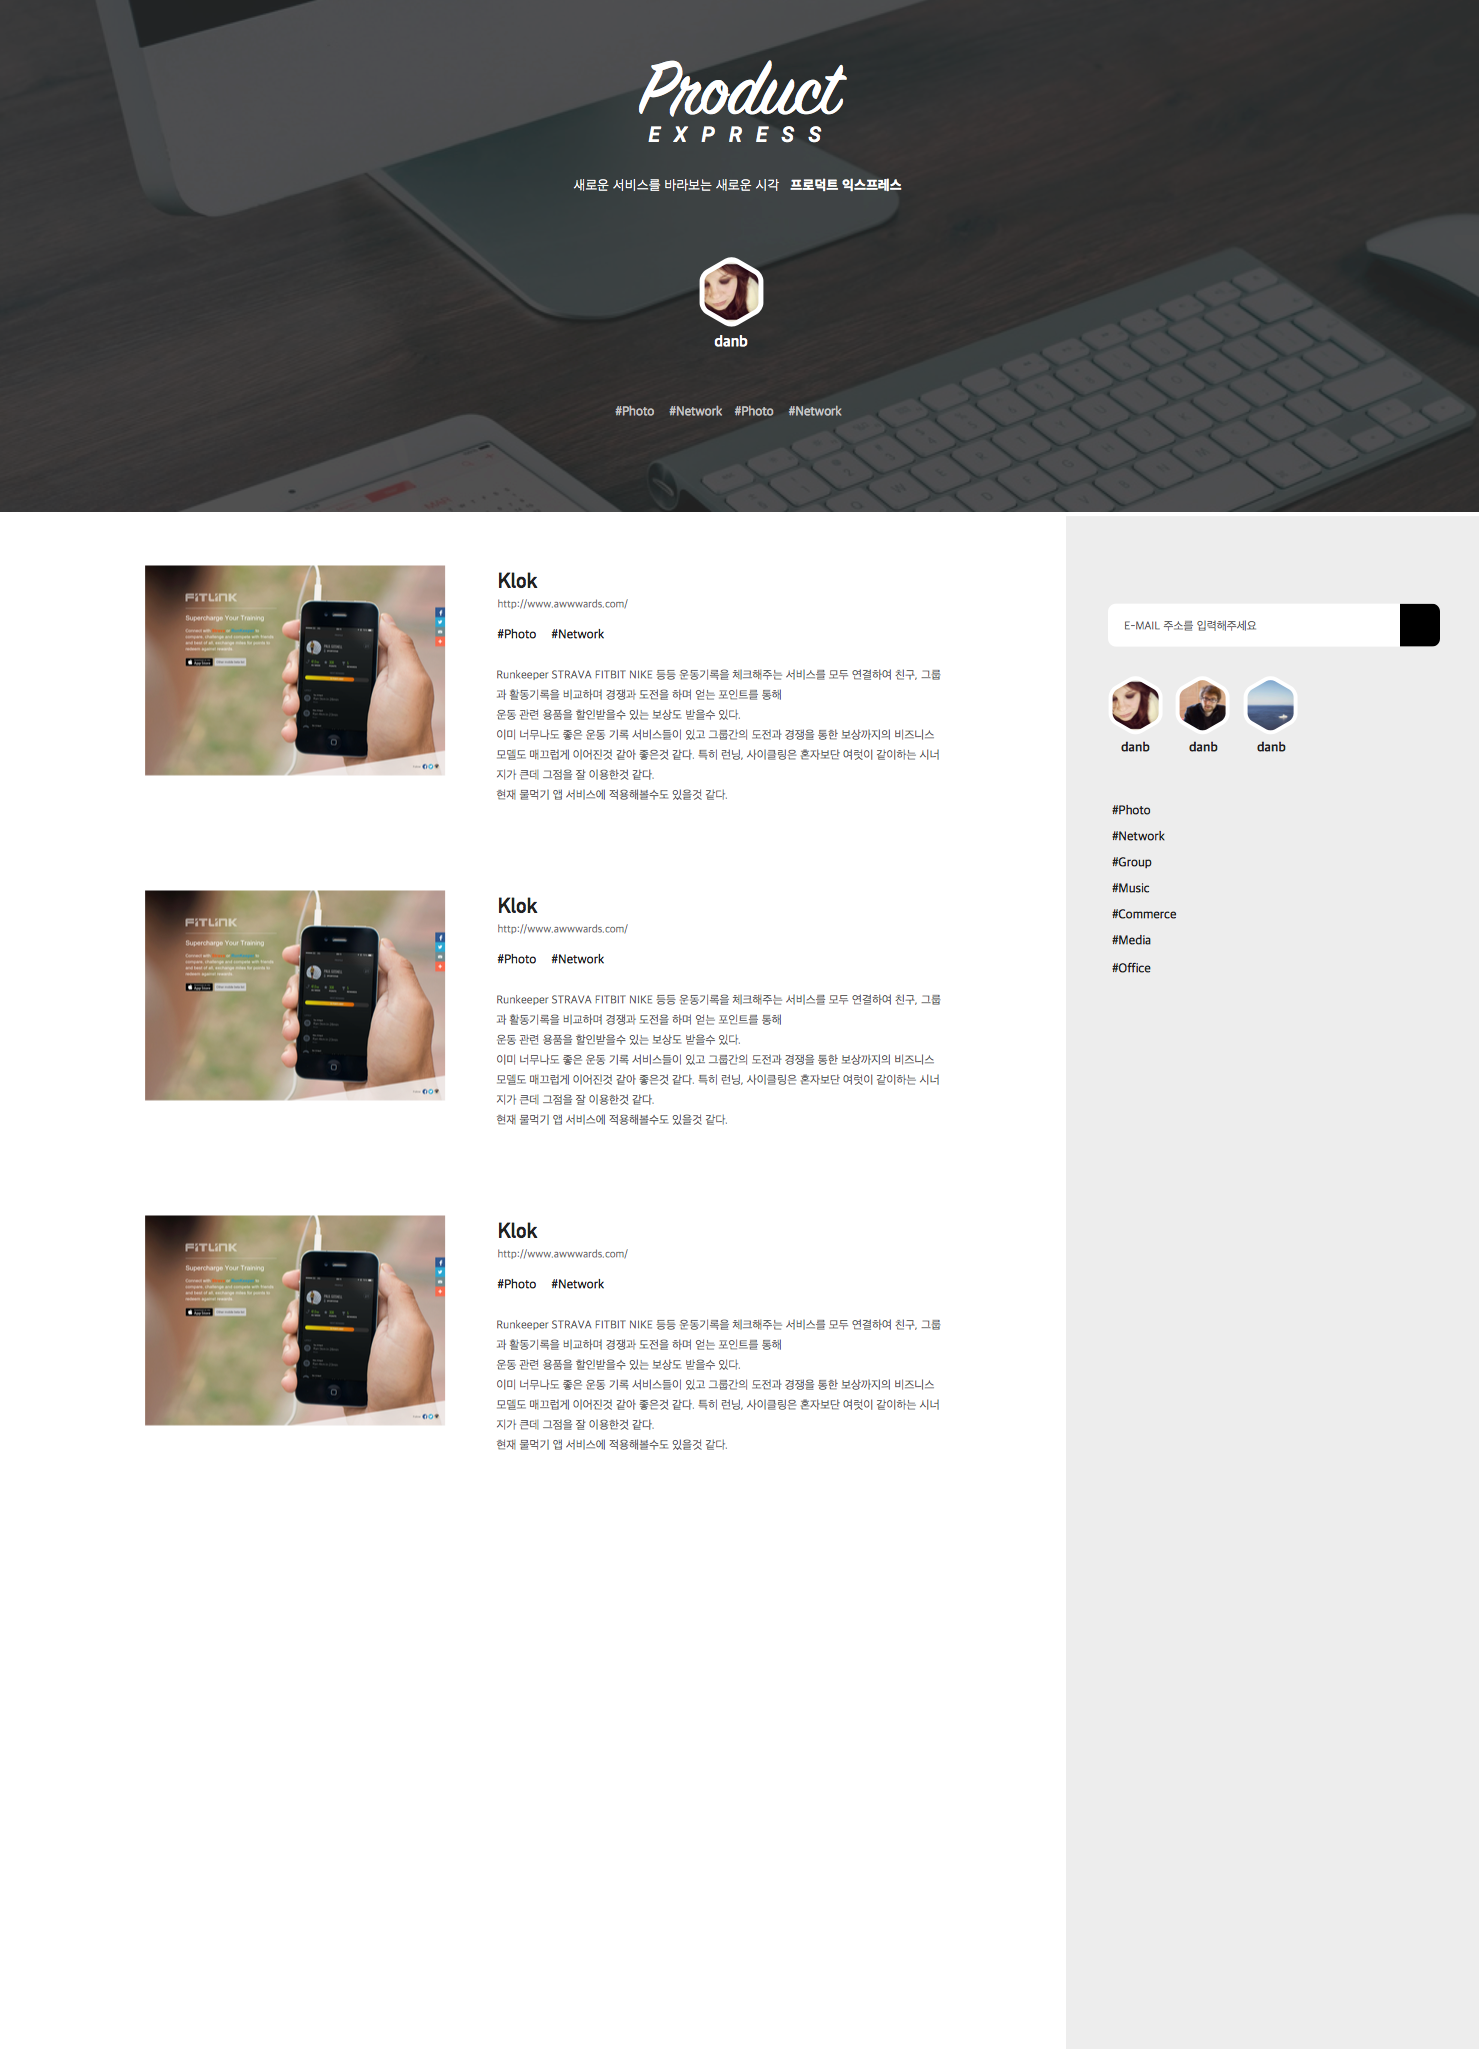 Product
EXPRESS
새로운 서비스를 바라보는 새로운 시각 프로덕트 익스프레스
danb
#Photo #Network #Photo #Network
FITLINK
Supercharge Your Training
Klok
http://www.awwwards.com/
#Photo #Network
Runkeeper STRAVA FITBIT NIKE 등등 운동기록을 체크해주는 서비스를 모두 연결하여 친구, 그룹
과 활동기록을 비교하며 경쟁과 도전을 하며 얻는 포인트를 통해
운동 관련 용품을 할인받을수 있는 보상도 받을수 있다.
이미 너무나도 좋은 운동 기록 서비스들이 있고 그룹간의 도전과 경쟁을 통한 보상까지의 비즈니스
모델도 매끄럽게 이어진것 같아 좋은것 같다. 특히 런닝, 사이클링은 혼자보단 여럿이 같이하는 시너
지가 큰데 그점을 잘 이용한것 같다.
현재 물먹기 앱 서비스에 적용해볼수도 있을것 같다.
FITLINK
Supercharge Your Training
Klok
http://www.awwwards.com/
#Photo #Network
Runkeeper STRAVA FITBIT NIKE 등등 운동기록을 체크해주는 서비스를 모두 연결하여 친구, 그룹
과 활동기록을 비교하며 경쟁과 도전을 하며 얻는 포인트를 통해
운동 관련 용품을 할인받을수 있는 보상도 받을수 있다.
이미 너무나도 좋은 운동 기록 서비스들이 있고 그룹간의 도전과 경쟁을 통한 보상까지의 비즈니스
모델도 매끄럽게 이어진것 같아 좋은것 같다. 특히 런닝, 사이클링은 혼자보단 여럿이 같이하는 시너
지가 큰데 그점을 잘 이용한것 같다.
현재 물먹기 앱 서비스에 적용해볼수도 있을것 같다.
FITLINK
Supercharge Your Training
Klok
http://www.awwwards.com/
#Photo #Network
Runkeeper STRAVA FITBIT NIKE 등등 운동기록을 체크해주는 서비스를 모두 연결하여 친구, 그룹
과 활동기록을 비교하며 경쟁과 도전을 하며 얻는 포인트를 통해
운동 관련 용품을 할인받을수 있는 보상도 받을수 있다.
이미 너무나도 좋은 운동 기록 서비스들이 있고 그룹간의 도전과 경쟁을 통한 보상까지의 비즈니스
모델도 매끄럽게 이어진것 같아 좋은것 같다. 특히 런닝, 사이클링은 혼자보단 여럿이 같이하는 시너
지가 큰데 그점을 잘 이용한것 같다.
현재 물먹기 앱 서비스에 적용해볼수도 있을것 같다.
E-MAIL 주소를 입력해주세요
danb danb danb
#Photo
#Network
#Group
#Music
#Commerce
#Media
#Office